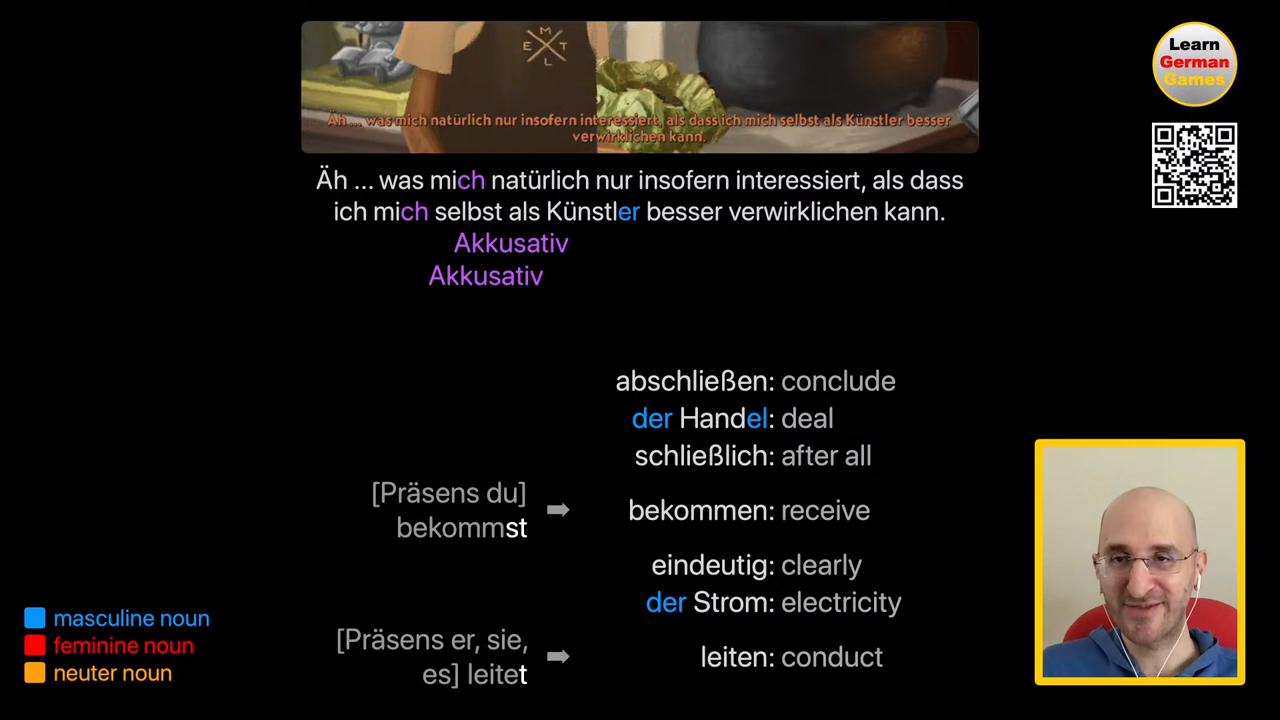 Learn
German
Games
M
E T
L
Äh ... was mich natürlich nur insofern interessiert, als dass ich mich selbst als Künstler besser
verwirklichen kann.
Äh ... was mich natürlich nur insofern interessiert, als dass
ich mich selbst als Künstler besser verwirklichen kann.
Akkusativ
Akkusativ
abschließen: conclude
der Handel: deal
schließlich: after all
[Präsens du]
bekommst
➡ bekommen: receive
eindeutig: clearly
der Strom: electricity
[Präsens er, sie,
es] leitet
➡ leiten: conduct
masculine noun
feminine noun
neuter noun